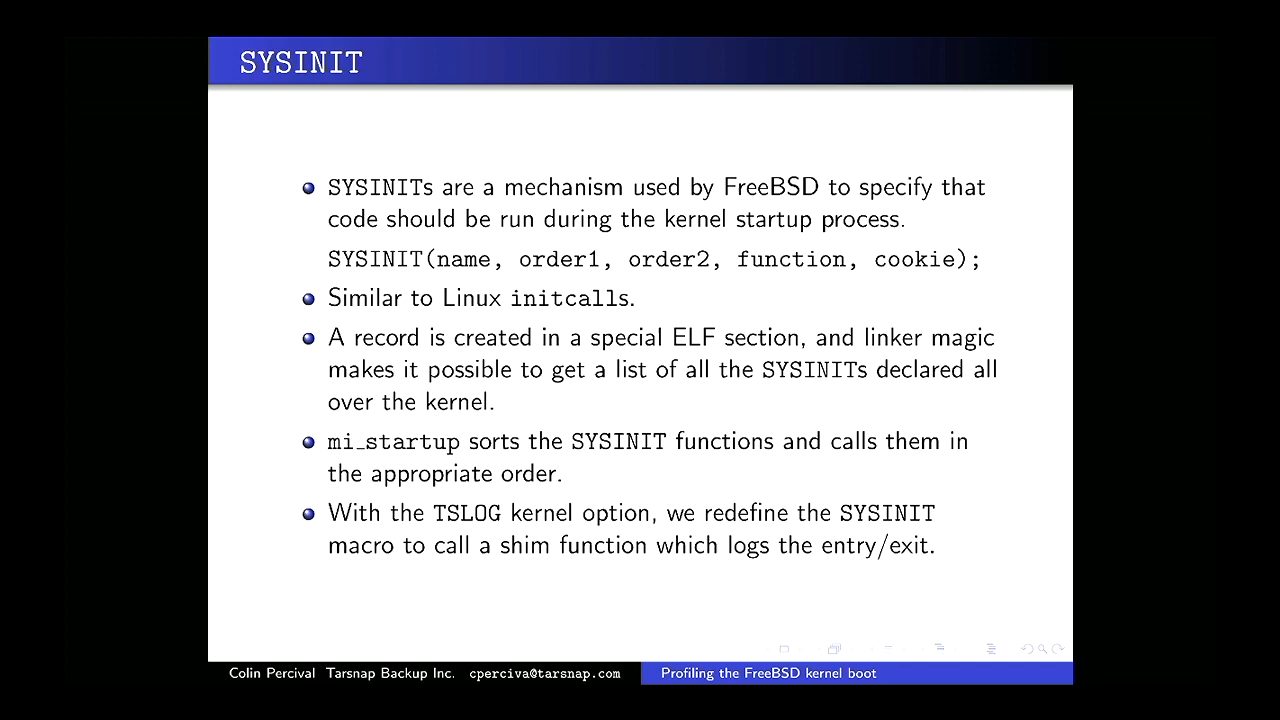 SYSINIT
SYSINITs are a mechanism used by FreeBSD to specify that
code should be run during the kernel startup process.
SYSINIT(name, order1, order2, function, cookie);
Similar to Linux initcalls.
A record is created in a special ELF section, and linker magic
makes it possible to get a list of all the SYSINITs declared all
over the kernel.
mi_startup sorts the SYSINIT functions and calls them in
the appropriate order.
With the TSLOG kernel option, we redefine the SYSINIT
macro to call a shim function which logs the entry/exit.
Colin Percival Tarsnap Backup Inc. cperciva@tarsnap.com
Profiling the FreeBSD kernel boot